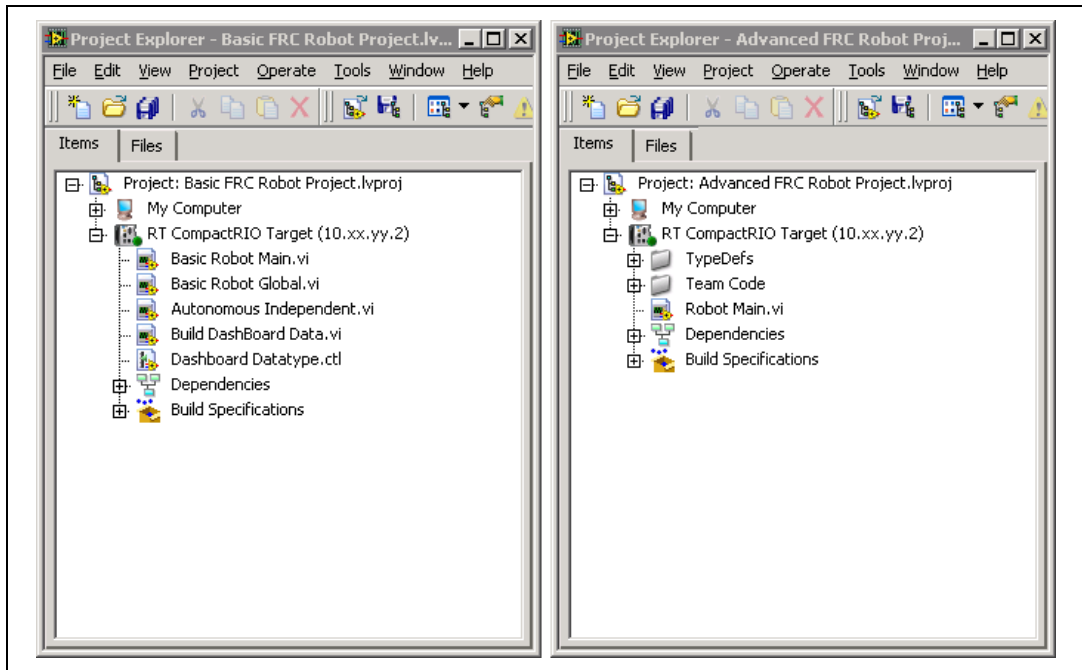 Project Explorer - Basic FRC Robot Project.lv...
File Edit View Project Operate Tools Window Help
Items Files
Project: Basic FRC Robot Project.lvproj
My Computer
RT CompactRIO Target (10.xx.yy.2)
Basic Robot Main.vi
Basic Robot Global.vi
Autonomous Independent.vi
Build DashBoard Data.vi
Dashboard Datatype.ctl
Dependencies
Build Specifications
Project Explorer - Advanced FRC Robot Proj...
File Edit View Project Operate Tools Window Help
Items Files
Project: Advanced FRC Robot Project.lvproj
My Computer
RT CompactRIO Target (10.xx.yy.2)
TypeDefs
Team Code
Robot Main.vi
Dependencies
Build Specifications